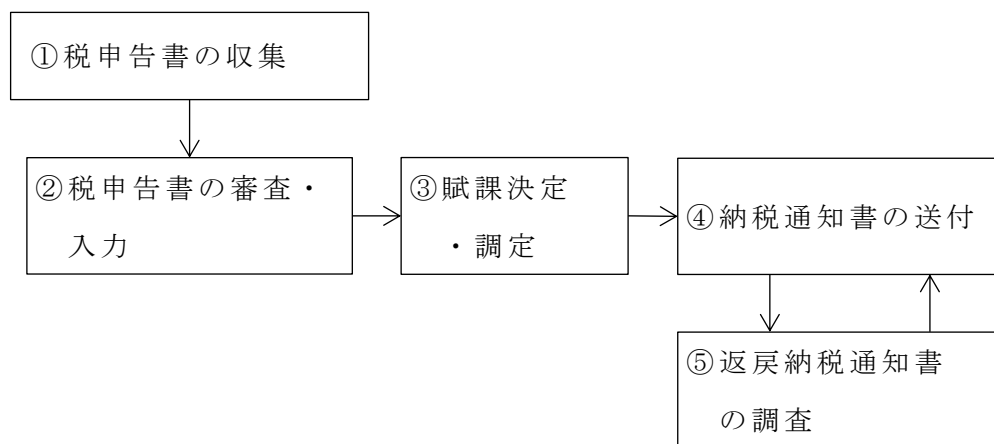 ①税申告書の収集
②税申告書の審査・
入力
③賦課決定
・調定
④納税通知書の送付
⑤返戻納税通知書
の調査